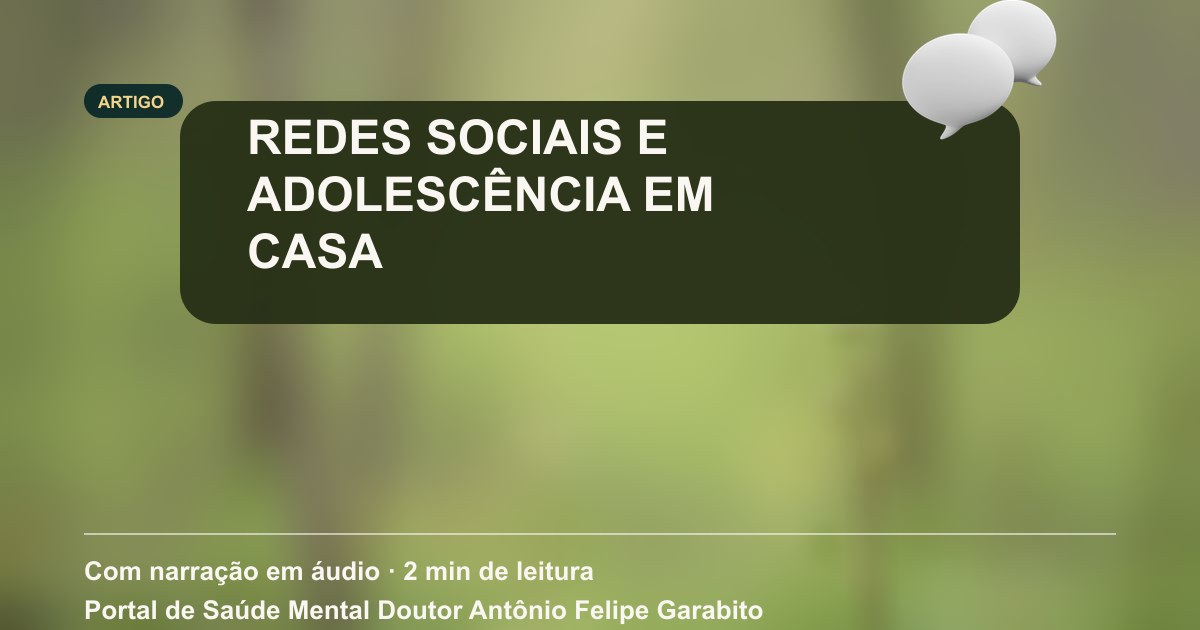 ARTIGO
REDES SOCIAIS E
ADOLESCÊNCIA EM
CASA
Com narração em áudio · 2 min de leitura
Portal de Saúde Mental Doutor Antônio Felipe Garabito